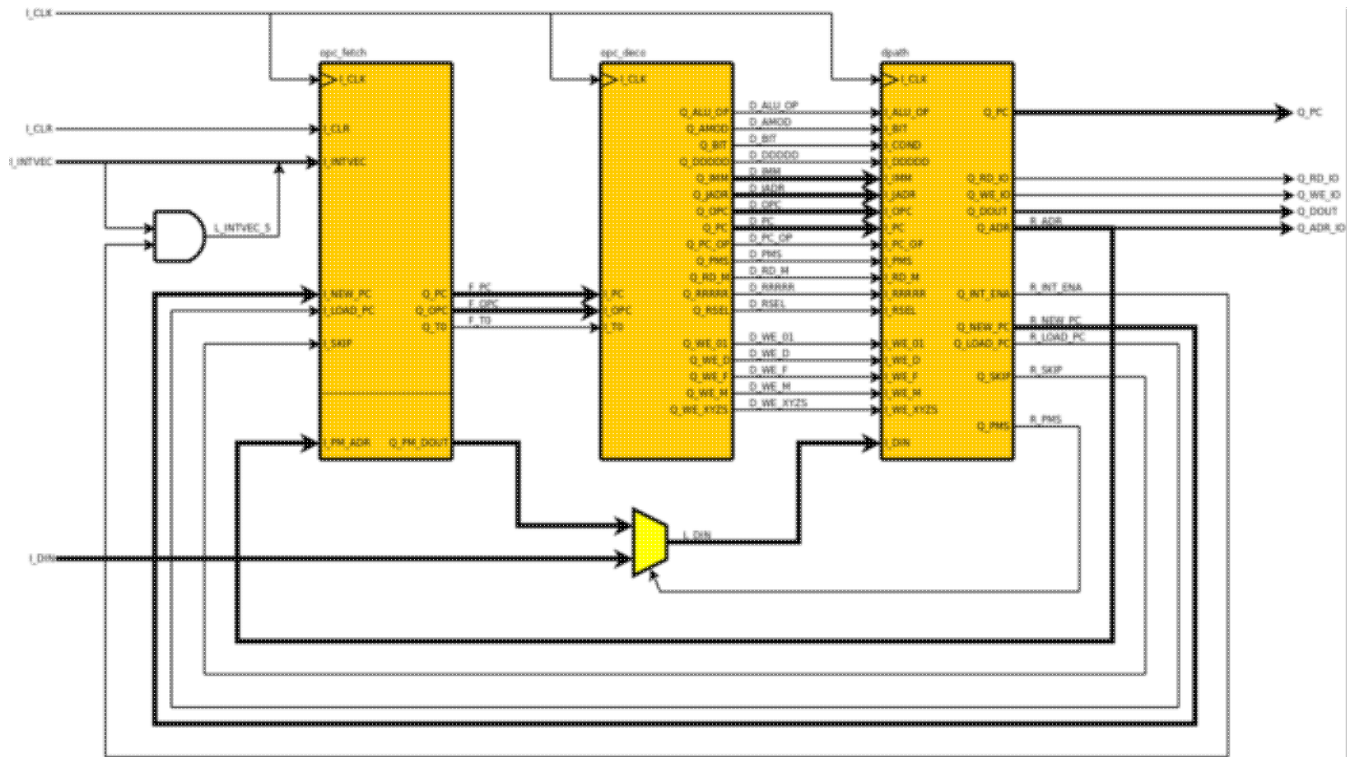 I_CLK
opc_fetch
opc_deco
dpath
I_CLK
I_CLK
I_CLK
Q_ALU_OP
D_ALU_OP
I_ALU_OP
Q_PC
Q_PC
I_CLR
I_CLR
Q_AMOD
D_AMOD
I_BIT
Q_BIT
D_BIT
I_COND
I_INTVEC
I_INTVEC
Q_DDDDD
D_DDDDD
I_DDDDD
Q_IMM
D_IMM
I_IMM
Q_RD_IO
Q_RD_IO
Q_JADR
D_JADR
I_JADR
Q_WE_IO
Q_WE_IO
Q_OPC
D_OPC
I_OPC
Q_DOUT
Q_DOUT
L_INTVEC_5
Q_PC
D_PC
I_PC
Q_ADR
R_ADR
Q_ADR_IO
Q_PC_OP
D_PC_OP
I_PC_OP
Q_PMS
D_PMS
I_PMS
Q_RD_M
D_RD_M
I_RD_M
I_NEW_PC
Q_PC
F_PC
I_PC
Q_RRRRR
D_RRRRR
I_RRRRR
Q_INT_ENA
R_INT_ENA
I_LOAD_PC
Q_OPC
F_OPC
I_OPC
Q_RSEL
D_RSEL
I_RSEL
Q_T0
F_T0
I_T0
Q_NEW_PC
R_NEW_PC
I_SKIP
Q_WE_01
D_WE_01
I_WE_01
Q_LOAD_PC
R_LOAD_PC
Q_WE_D
D_WE_D
I_WE_D
Q_WE_F
D_WE_F
I_WE_F
Q_SKIP
R_SKIP
Q_WE_M
D_WE_M
I_WE_M
Q_WE_XYZS
D_WE_XYZS
I_WE_XYZS
Q_PMS
R_PMS
I_PM_ADR
Q_PM_DOUT
I_DIN
L_DIN
I_DIN